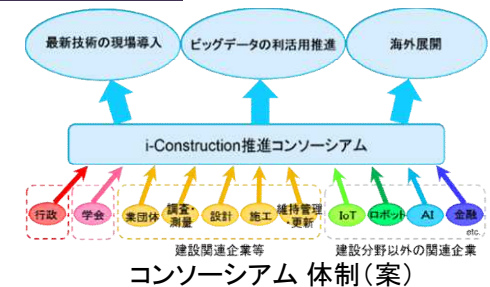 最新技術の現場導入
ビッグデータの利活用推進
海外展開
i-Construction推進コンソーシアム
行政
学会
業団体
調査・
測量
設計
施工
維持管理
・更新
IoT
ロボット
AI
金融
etc.
建設関連企業等
建設分野以外の関連企業
コンソーシアム 体制(案)